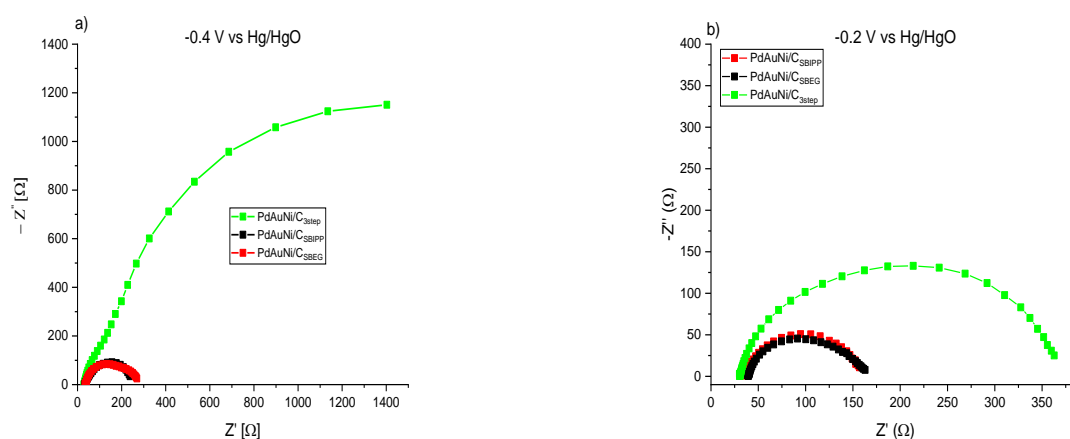 a)
-0.4 V vs Hg/HgO
1400
1200
1000
800
600
400
200
0
0 200 400 600 800 1000 1200 1400
− Z" [Ω]
Z' [Ω]
PdAuNi/C3step
PdAuNi/CSBIPP
PdAuNi/CSBEG
b)
-0.2 V vs Hg/HgO
400
350
300
250
200
150
100
50
0
0 50 100 150 200 250 300 350
-Z'' (Ω)
Z' (Ω)
PdAuNi/CSBIPP
PdAuNi/CSBEG
PdAuNi/C3step